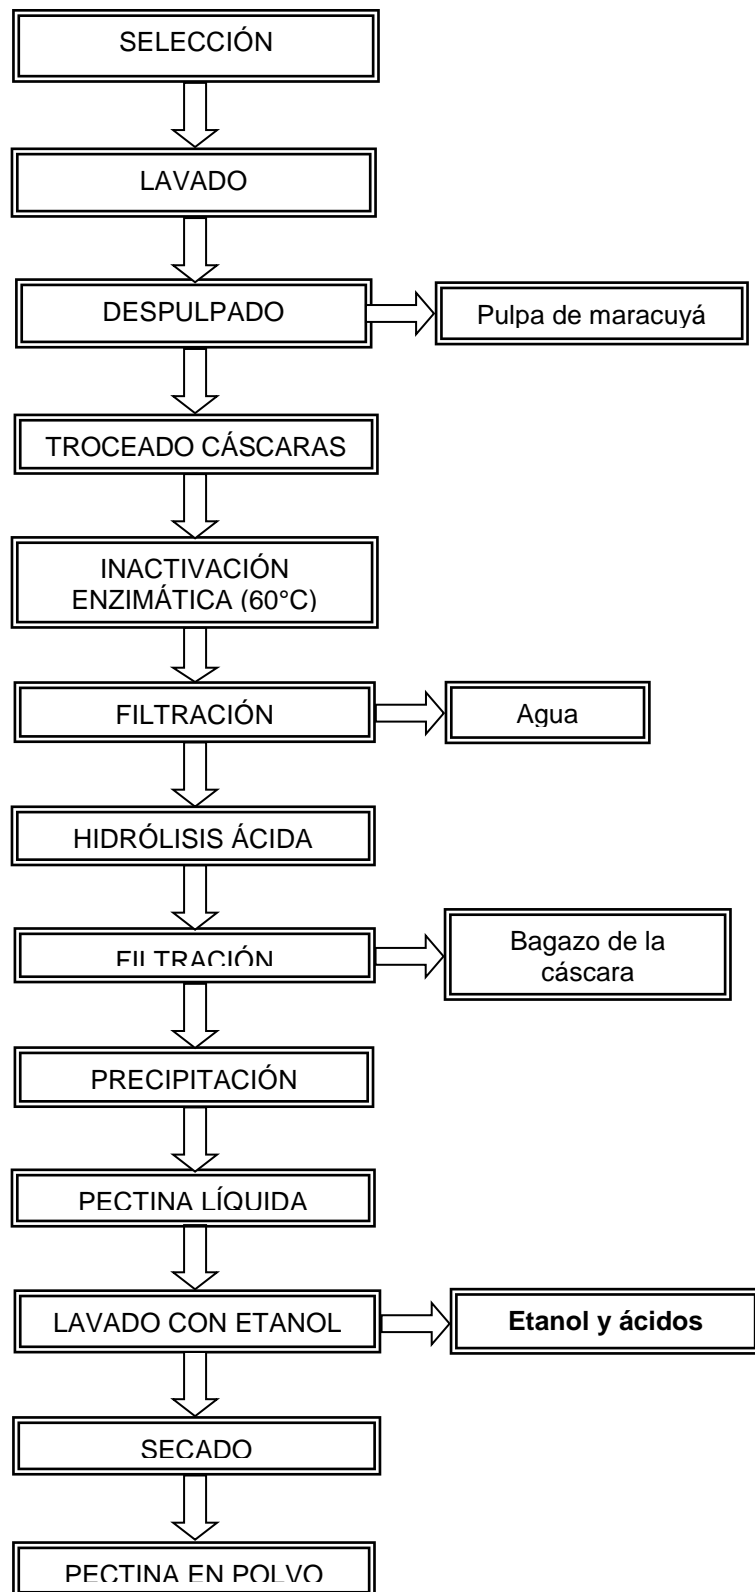 SELECCIÓN
LAVADO
DESPULPADO
Pulpa de maracuyá
TROCEADO CÁSCARAS
INACTIVACIÓN
ENZIMÁTICA (60°C)
FILTRACIÓN
Agua
HIDRÓLISIS ÁCIDA
FILTRACIÓN
Bagazo de la
cáscara
PRECIPITACIÓN
PECTINA LÍQUIDA
LAVADO CON ETANOL
Etanol y ácidos
SECADO
PECTINA EN POLVO